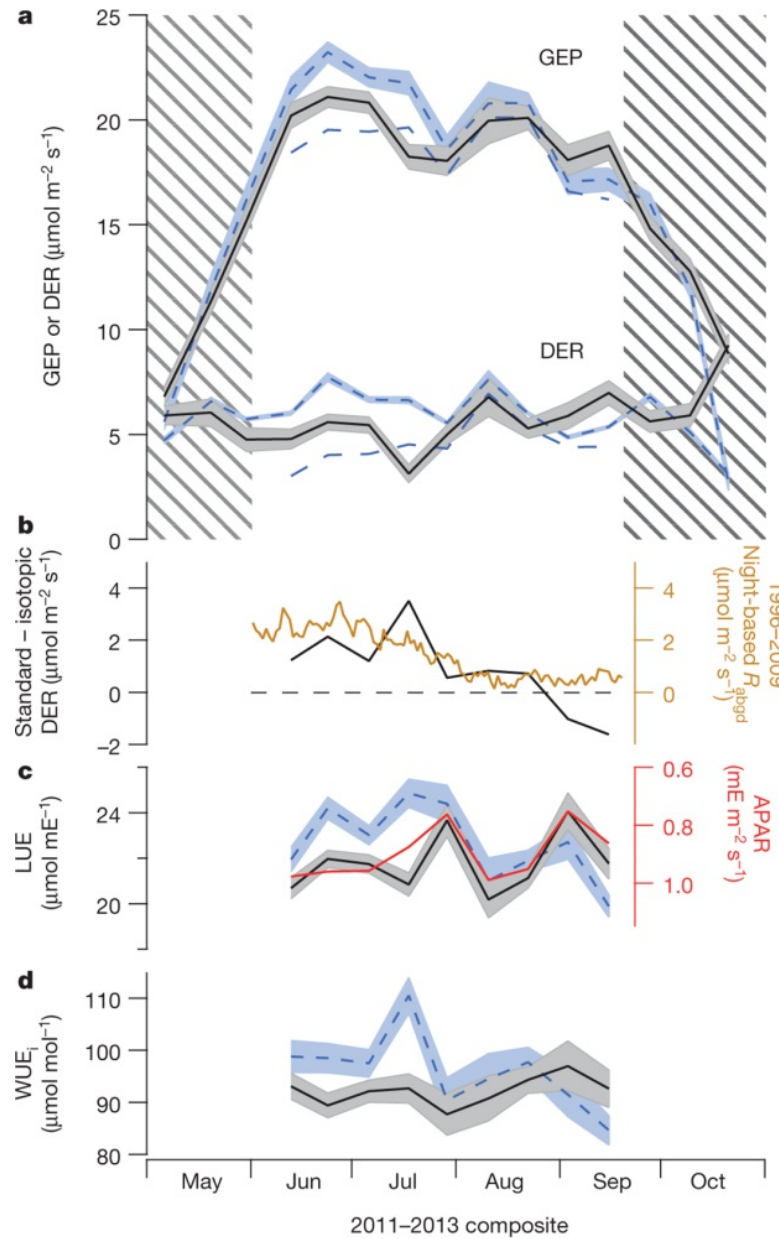 a
25
20
15
10
5
0
GEP or DER (μmol m⁻² s⁻¹)
GEP
DER
b
4
2
0
−2
Standard – isotopic
DER (μmol m⁻² s⁻¹)
4
2
0
1996–2009
Night-based R_abgd
(μmol m⁻² s⁻¹)
c
24
20
LUE
(μmol mE⁻¹)
0.6
0.8
1.0
APAR
(mE m⁻² s⁻¹)
d
110
100
90
80
WUEᵢ
(μmol mol⁻¹)
May Jun Jul Aug Sep Oct
2011–2013 composite